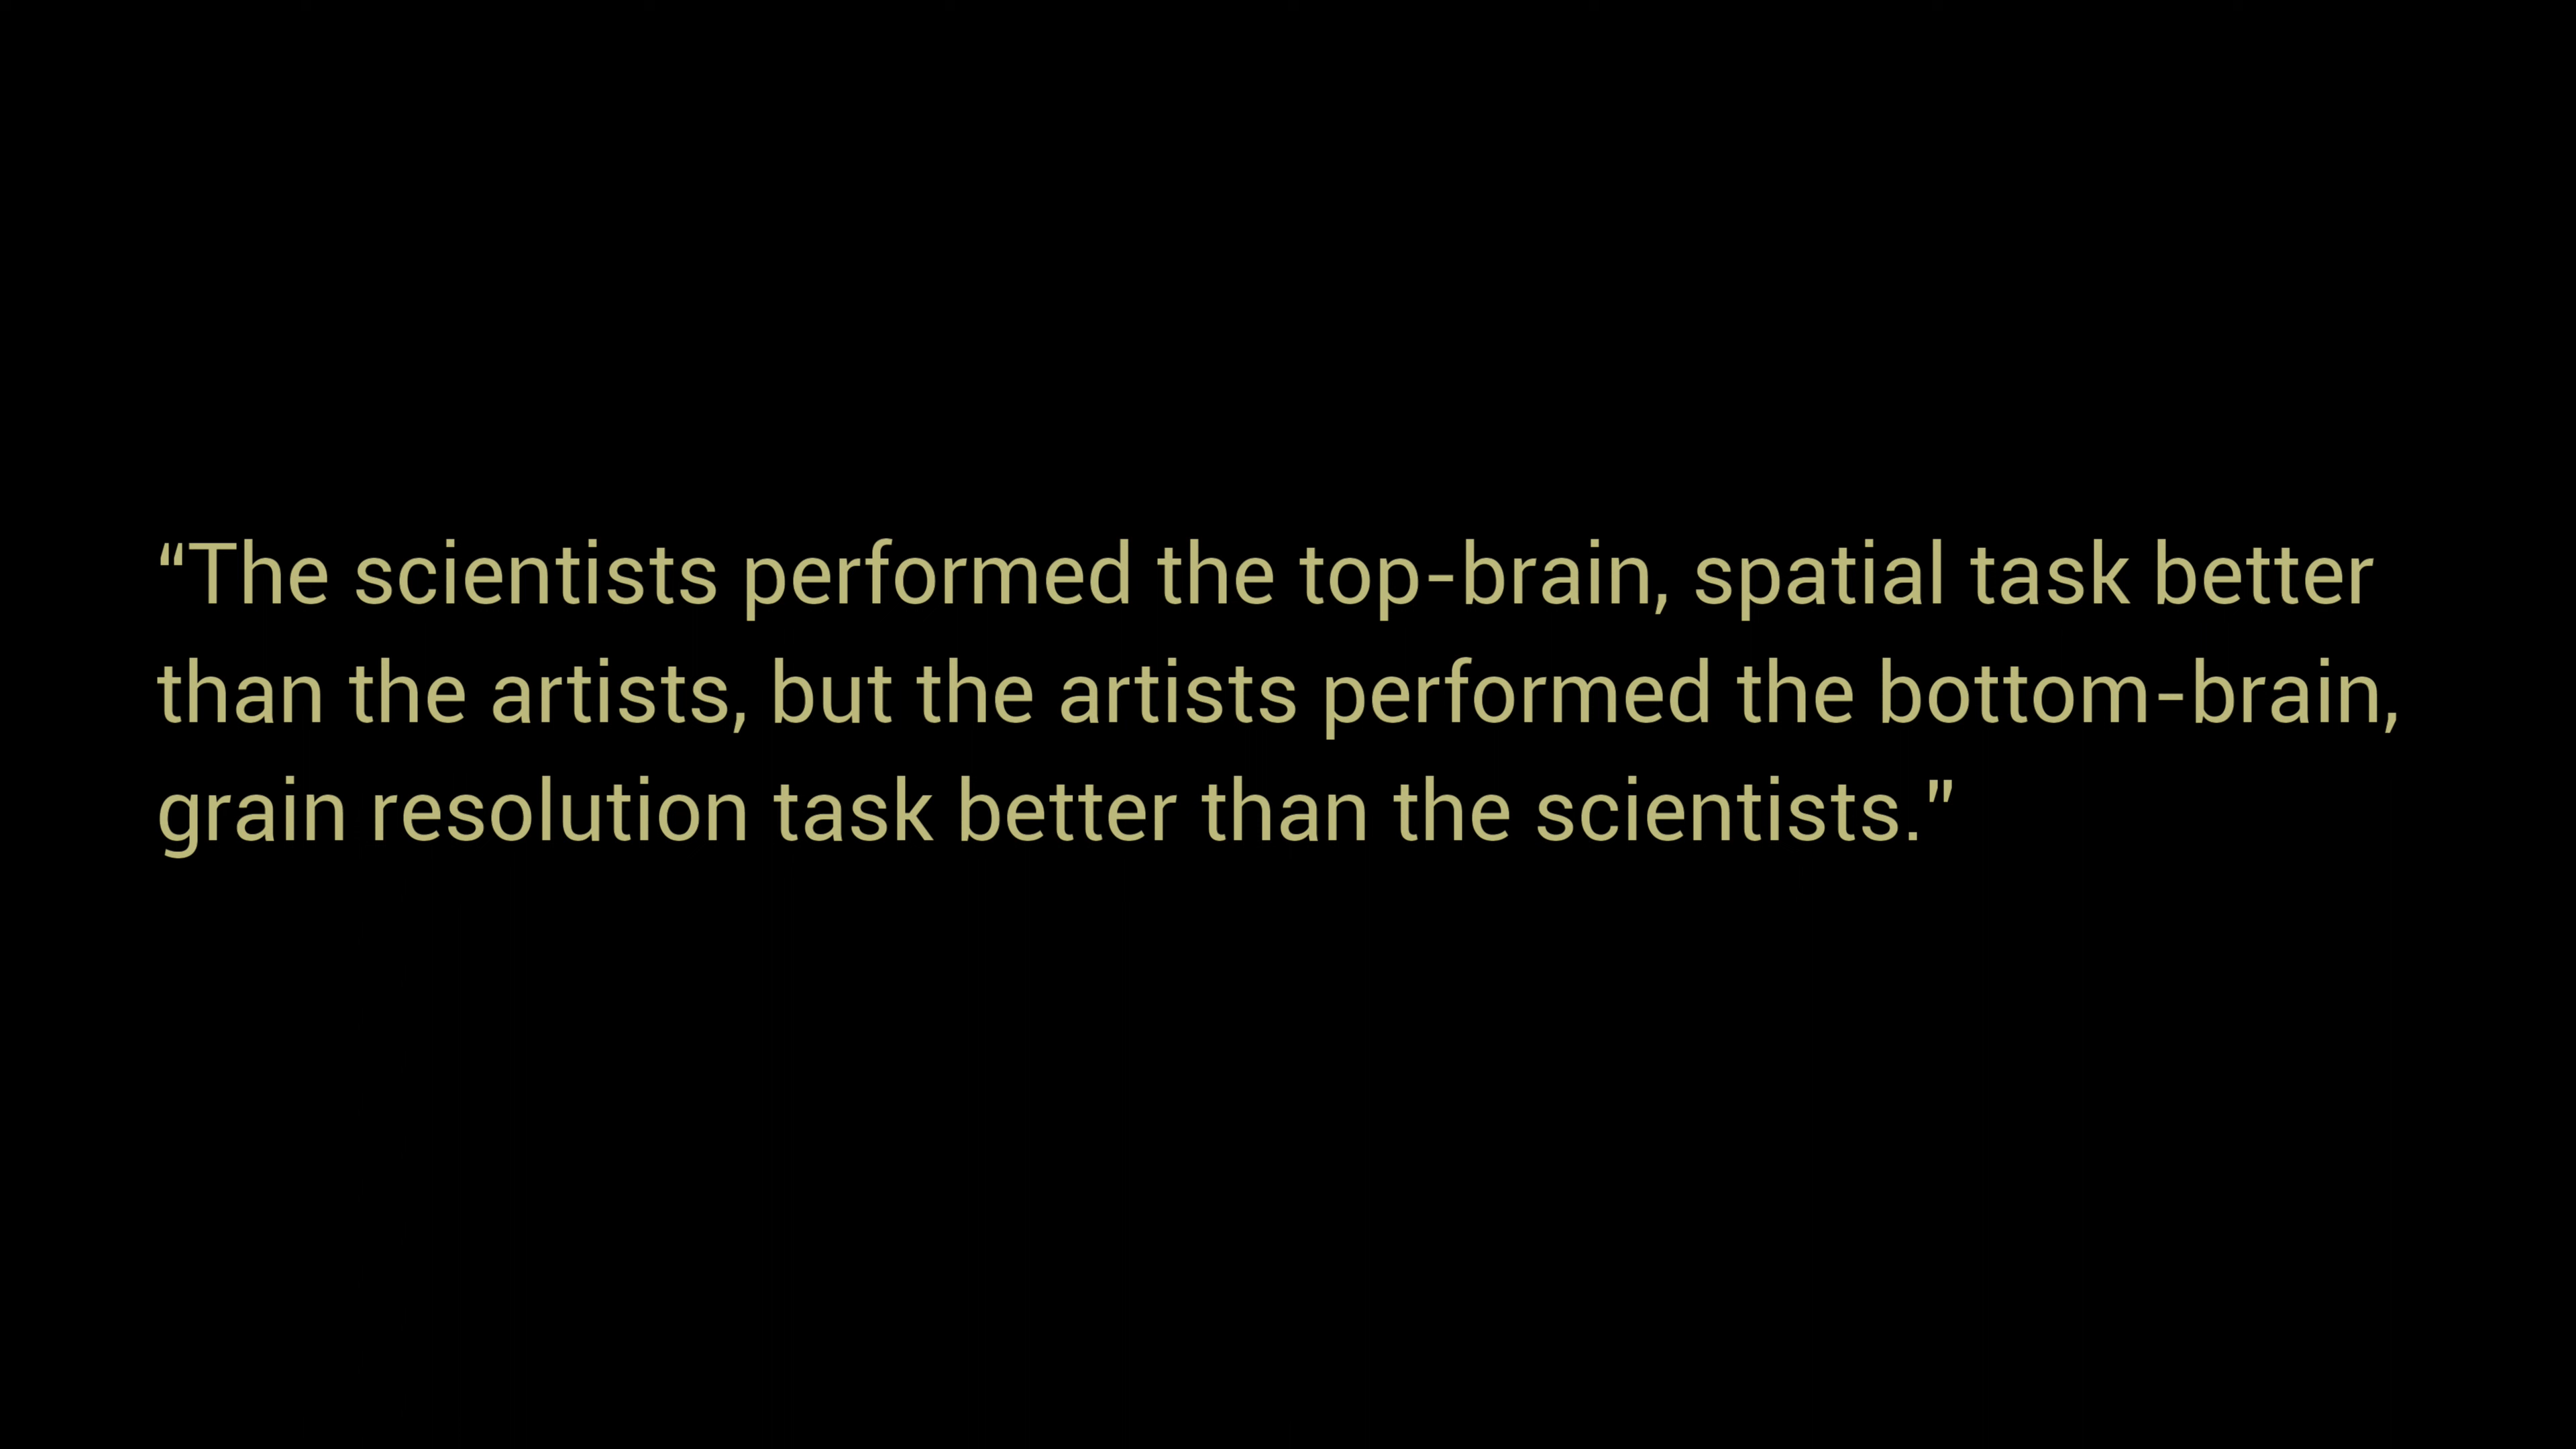 “The scientists performed the top-brain, spatial task better
than the artists, but the artists performed the bottom-brain,
grain resolution task better than the scientists.”